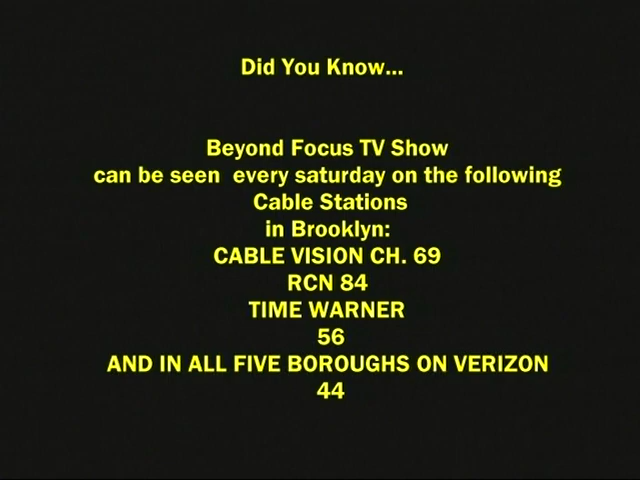 Did You Know...
Beyond Focus TV Show
can be seen  every saturday on the following
Cable Stations
in Brooklyn:
CABLE VISION CH. 69
RCN 84
TIME WARNER
56
AND IN ALL FIVE BOROUGHS ON VERIZON
44